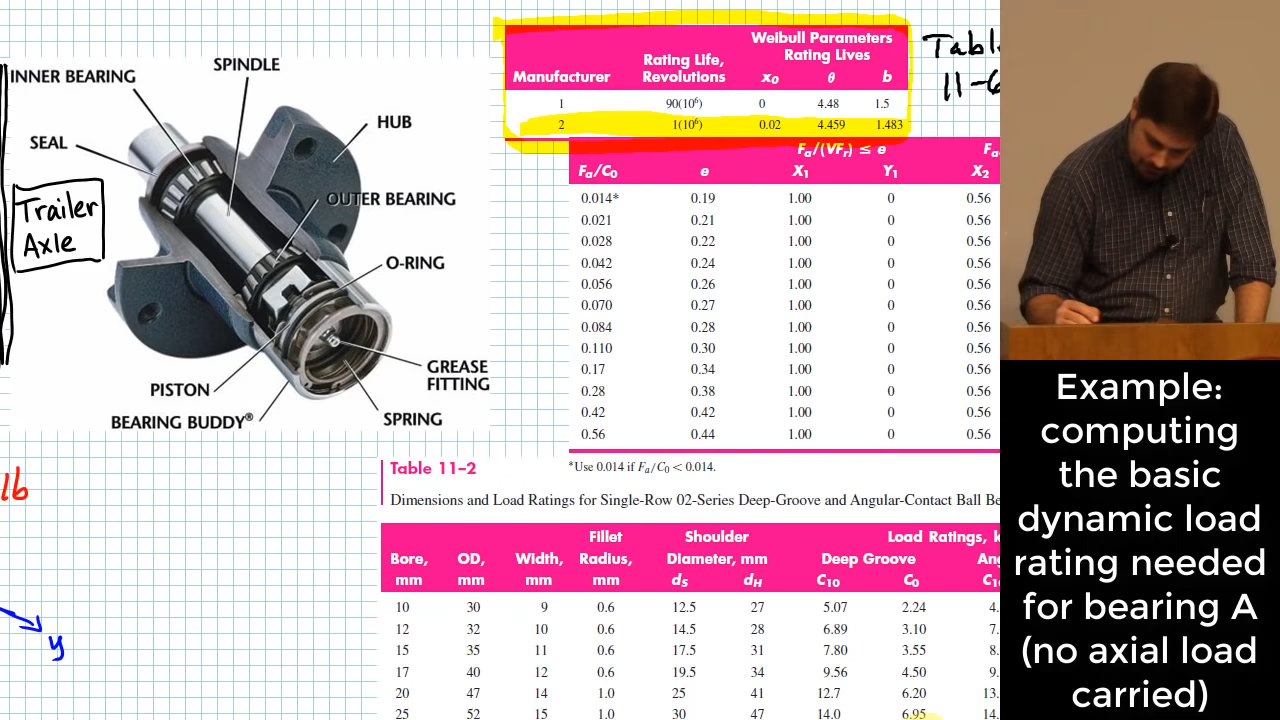 INNER BEARING
SPINDLE
SEAL
HUB
Trailer
Axle
OUTER BEARING
O-RING
GREASE
FITTING
PISTON
BEARING BUDDY®
SPRING
lb
y
Weibull Parameters
Rating Life, Rating Lives
Manufacturer Revolutions x0 θ b
1 90(10⁶) 0 4.48 1.5
2 1(10⁶) 0.02 4.459 1.483
11-6
Fa/(VFr) ≤ e
Fa/C0 e X1 Y1 X2
0.014* 0.19 1.00 0 0.56
0.021 0.21 1.00 0 0.56
0.028 0.22 1.00 0 0.56
0.042 0.24 1.00 0 0.56
0.056 0.26 1.00 0 0.56
0.070 0.27 1.00 0 0.56
0.084 0.28 1.00 0 0.56
0.110 0.30 1.00 0 0.56
0.17 0.34 1.00 0 0.56
0.28 0.38 1.00 0 0.56
0.42 0.42 1.00 0 0.56
0.56 0.44 1.00 0 0.56
*Use 0.014 if Fa/C0 < 0.014.
Table 11–2
Dimensions and Load Ratings for Single-Row 02-Series Deep-Groove and Angular-Contact Ball
Fillet Shoulder Load Ratings,
Bore, OD, Width, Radius, Diameter, mm Deep Groove
mm mm mm mm dS dH C10 C0
10 30 9 0.6 12.5 27 5.07 2.24
12 32 10 0.6 14.5 28 6.89 3.10
15 35 11 0.6 17.5 31 7.80 3.55
17 40 12 0.6 19.5 34 9.56 4.50
20 47 14 1.0 25 41 12.7 6.20
25 52 15 1.0 30 47 14.0 6.95
Example:
computing
the basic
dynamic load
rating needed
for bearing A
(no axial load
carried)